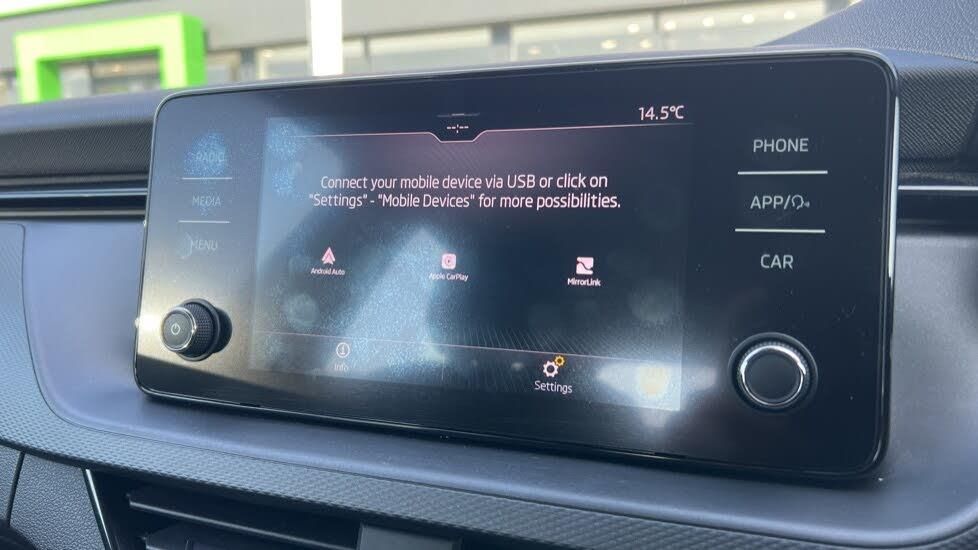 14.5°C
--:--
RADIO
MEDIA
MENU
Connect your mobile device via USB or click on
"Settings" - "Mobile Devices" for more possibilities.
Android Auto
Apple CarPlay
MirrorLink
Info
Settings
PHONE
APP/
CAR